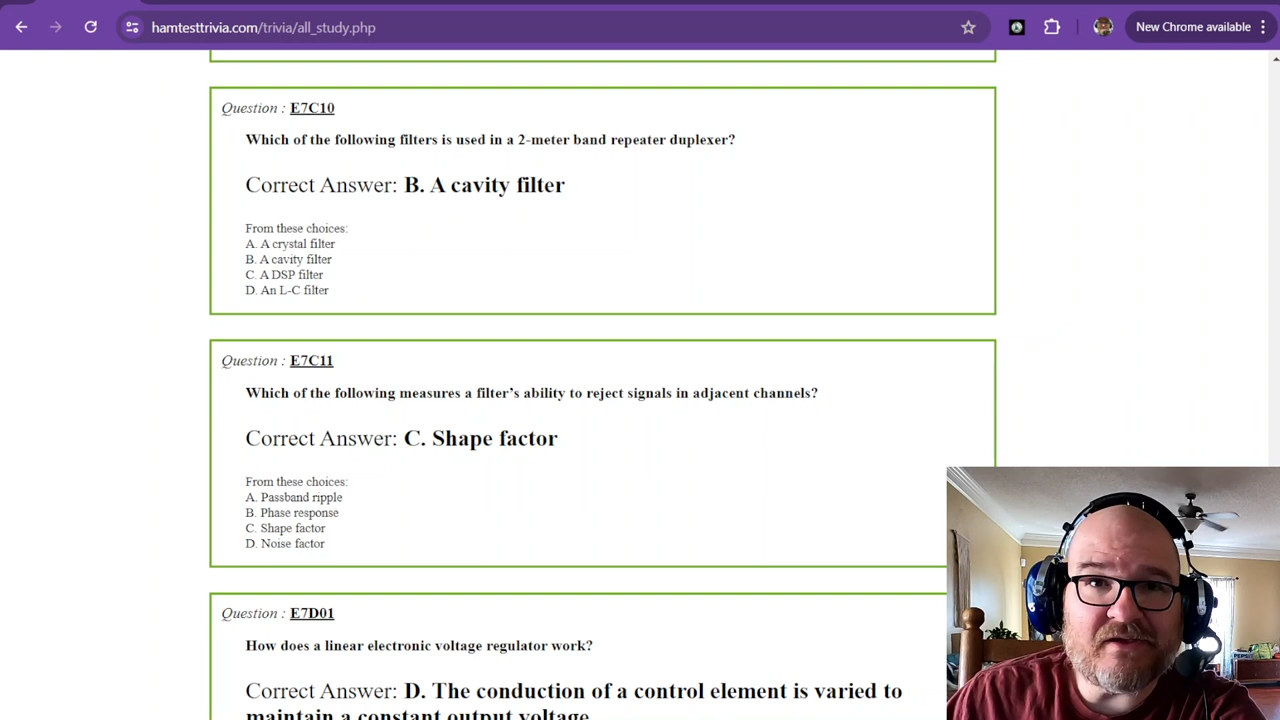 hamtesttrivia.com/trivia/all_study.php
New Chrome available
Question : E7C10
Which of the following filters is used in a 2-meter band repeater duplexer?
Correct Answer: B. A cavity filter
From these choices:
A. A crystal filter
B. A cavity filter
C. A DSP filter
D. An L-C filter
Question : E7C11
Which of the following measures a filter’s ability to reject signals in adjacent channels?
Correct Answer: C. Shape factor
From these choices:
A. Passband ripple
B. Phase response
C. Shape factor
D. Noise factor
Question : E7D01
How does a linear electronic voltage regulator work?
Correct Answer: D. The conduction of a control element is varied to
maintain a constant output voltage